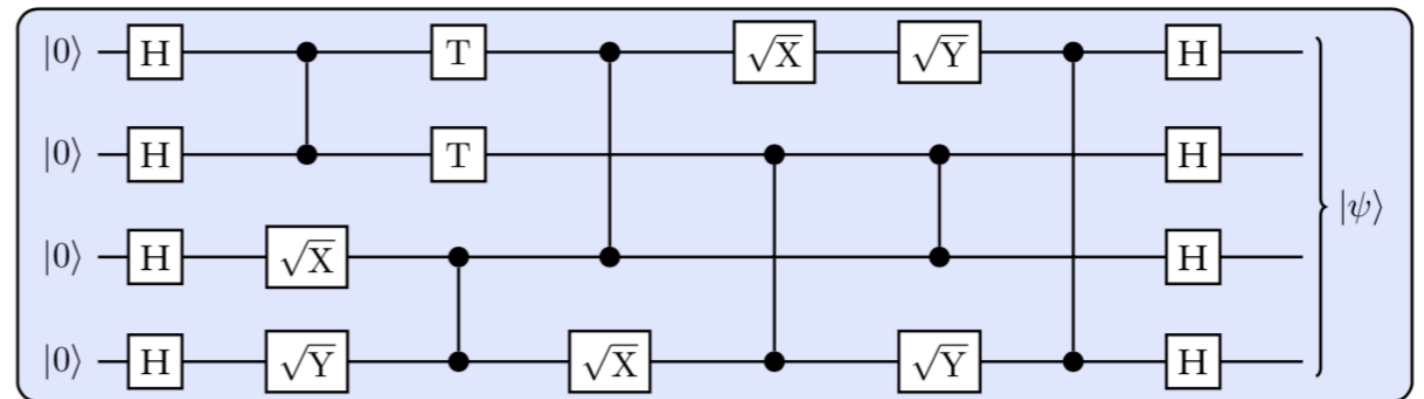 |0⟩ H T √X √Y H
|0⟩ H T H
|ψ⟩
|0⟩ H √X H
|0⟩ H √Y √X √Y H